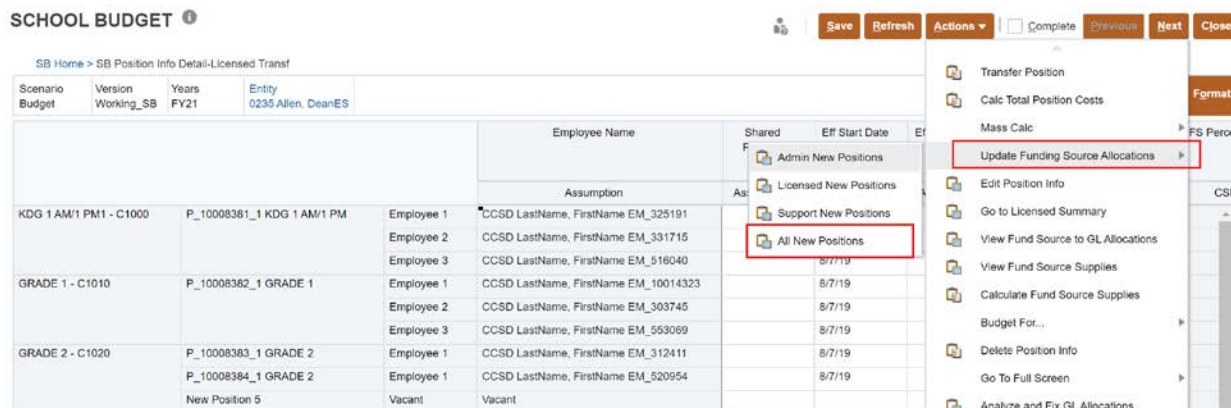 SCHOOL BUDGET
Save Refresh Actions Complete Previous Next Close
SB Home > SB Position Info Detail-Licensed Transf
Scenario Version Years Entity
Budget Working_SB FY21 0235 Allen, DeanES
Format
Transfer Position
Calc Total Position Costs
Mass Calc
Update Funding Source Allocations
Edit Position Info
Go to Licensed Summary
View Fund Source to GL Allocations
View Fund Source Supplies
Calculate Fund Source Supplies
Budget For...
Delete Position Info
Go To Full Screen
Analyze and Fix GL Allocations
Admin New Positions
Licensed New Positions
Support New Positions
All New Positions
Employee Name Shared Eff Start Date Ef FS Perce
Assumption As CS
KDG 1 AM/1 PM1 - C1000 P_10008381_1 KDG 1 AM/1 PM Employee 1 CCSD LastName, FirstName EM_325191
Employee 2 CCSD LastName, FirstName EM_331715
Employee 3 CCSD LastName, FirstName EM_516040 8/7/19
GRADE 1 - C1010 P_10008382_1 GRADE 1 Employee 1 CCSD LastName, FirstName EM_10014323 8/7/19
Employee 2 CCSD LastName, FirstName EM_303745 8/7/19
Employee 3 CCSD LastName, FirstName EM_553069 8/7/19
GRADE 2 - C1020 P_10008383_1 GRADE 2 Employee 1 CCSD LastName, FirstName EM_312411 8/7/19
P_10008384_1 GRADE 2 Employee 1 CCSD LastName, FirstName EM_520954 8/7/19
New Position 5 Vacant Vacant